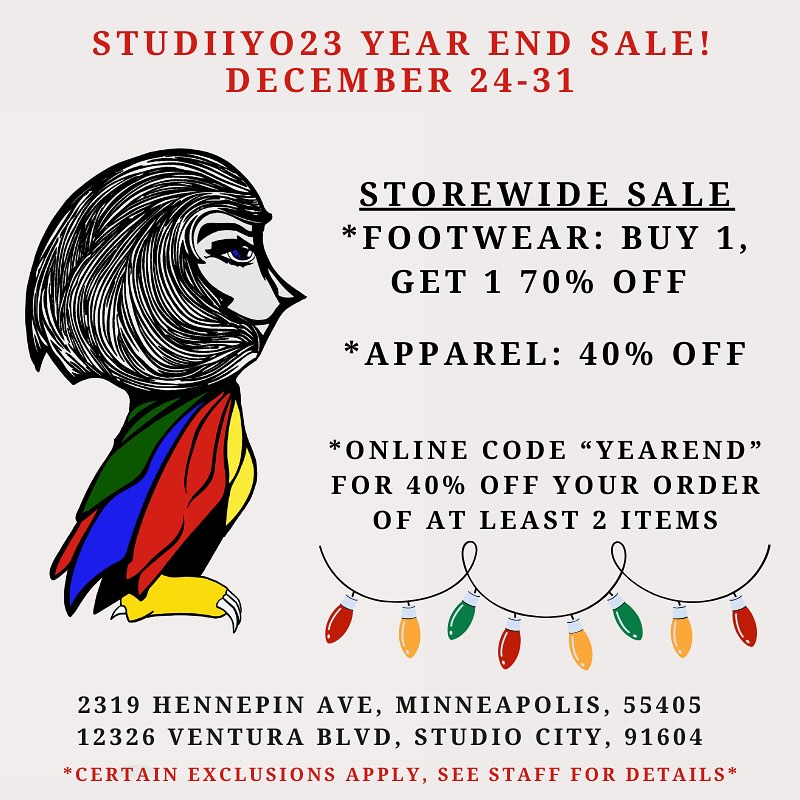 STUDIIYO23 YEAR END SALE!
DECEMBER 24-31
STOREWIDE SALE
*FOOTWEAR: BUY 1,
GET 1 70% OFF
*APPAREL: 40% OFF
*ONLINE CODE “YEAREND”
FOR 40% OFF YOUR ORDER
OF AT LEAST 2 ITEMS
2319 HENNEPIN AVE, MINNEAPOLIS, 55405
12326 VENTURA BLVD, STUDIO CITY, 91604
*CERTAIN EXCLUSIONS APPLY, SEE STAFF FOR DETAILS*